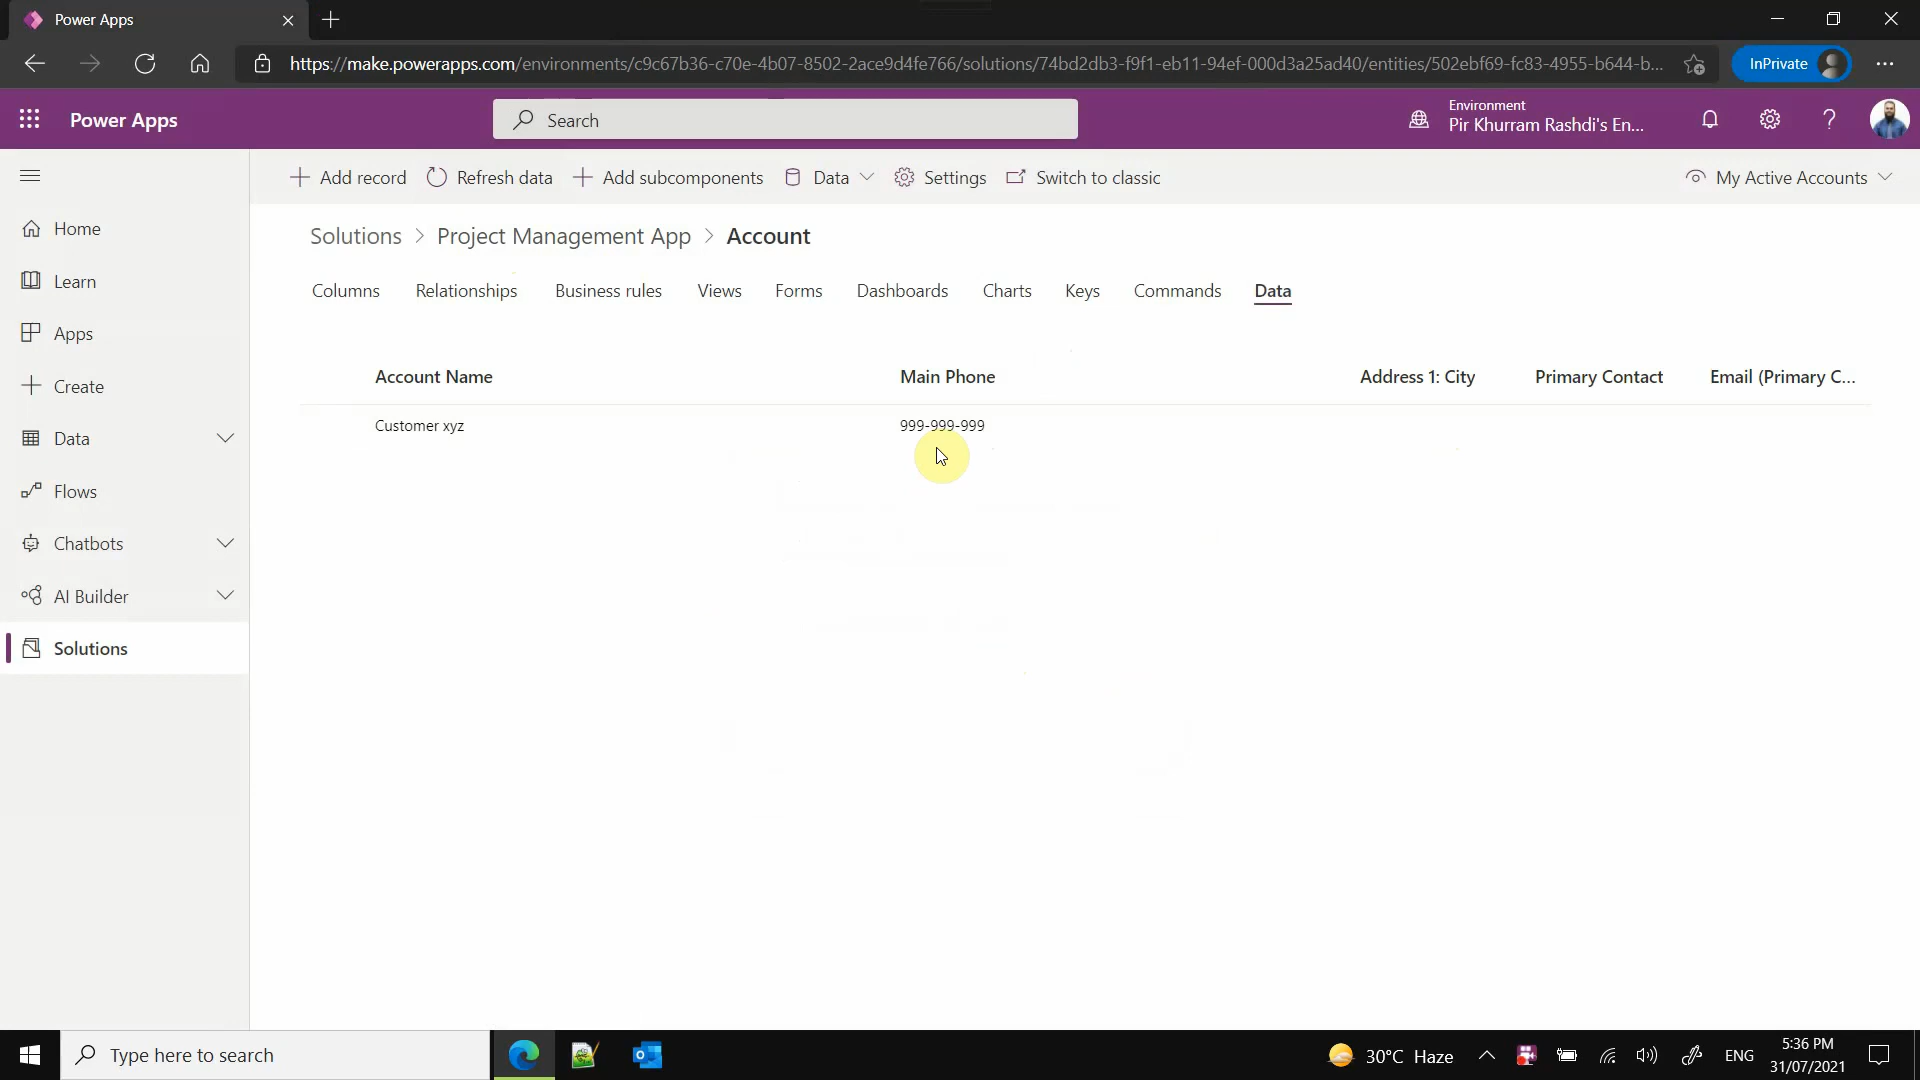 Power Apps
https://make.powerapps.com/environments/c9c67b36-c70e-4b07-8502-2ace9d4fe766/solutions/74bd2db3-f9f1-eb11-94ef-000d3a25ad40/entities/502ebf69-fc83-4955-b644-b...
InPrivate
Power Apps
Search
Environment
Pir Khurram Rashdi's En...
Add record
Refresh data
Add subcomponents
Data
Settings
Switch to classic
My Active Accounts
Home
Learn
Apps
Create
Data
Flows
Chatbots
AI Builder
Solutions
Solutions > Project Management App > Account
Columns Relationships Business rules Views Forms Dashboards Charts Keys Commands Data
Account Name Main Phone Address 1: City Primary Contact Email (Primary C...
Customer xyz 999-999-999
Type here to search
30°C Haze
ENG
5:36 PM
31/07/2021